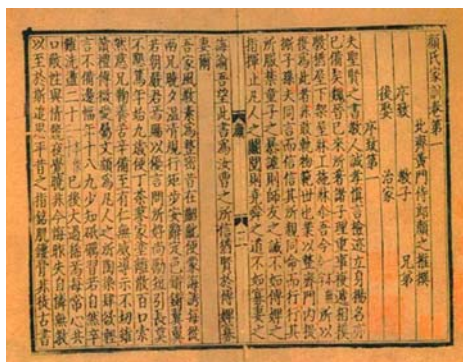 顏氏家訓卷第一
北齊黃門侍郎顏之推撰
序致 教子 兄弟
後娶 治家
序致第一
夫聖賢之書教人誠孝慎言檢迹立身揚名亦
已備矣魏晉已來所著諸子理重事複遞相模
猶屋下架屋牀上施牀爾吾今所以
復為此者非敢軌物範世也業以整齊門內提
撕子孫夫同言而信信其所親同命而行行其
所服禁童子之暴謔則師友之誡不如傅婢之
指揮止凡人之鬭鬩則堯舜之道不如寡妻之
誨諭吾望此書為汝曹之所信猶賢於傅婢寡
妻爾
吾家風教素為整密昔在齠齔便蒙誨誘每從
兩兄曉夕溫凊規行矩步安辭定色鏘鏘翼翼
若朝嚴君焉賜以優言問所好尚勵短引長莫
不懇篤年始九歲便丁荼蓼家塗離散百口索
然慈兄鞠養苦辛備至有仁無威導示不切雖
讀禮傳微愛屬文頗為凡人之所陶染肆欲輕
言不備邊幅年十八九少知砥礪習若自然卒
難洗盪二十已後大過稀焉每常心共
口敵性與情競夜覺曉非今悔昨失自憐無教
以至於斯追思平昔之指銘肌鏤骨非徒古書